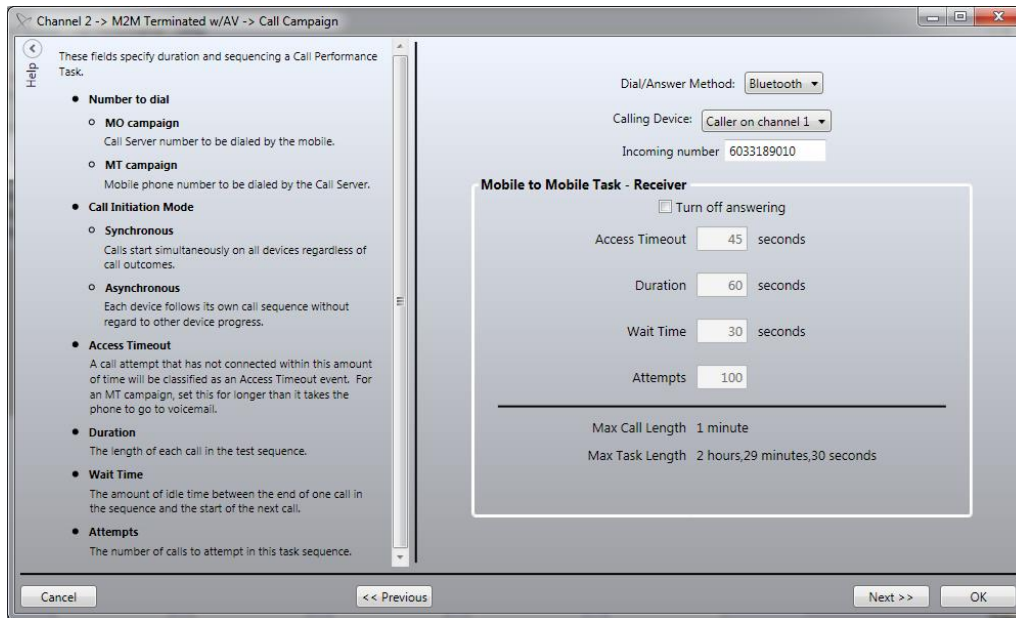 Channel 2 -> M2M Terminated w/AV -> Call Campaign
Help
These fields specify duration and sequencing a Call Performance
Task.
• Number to dial
o MO campaign
Call Server number to be dialed by the mobile.
o MT campaign
Mobile phone number to be dialed by the Call Server.
• Call Initiation Mode
o Synchronous
Calls start simultaneously on all devices regardless of
call outcomes.
o Asynchronous
Each device follows its own call sequence without
regard to other device progress.
• Access Timeout
A call attempt that has not connected within this amount
of time will be classified as an Access Timeout event. For
an MT campaign, set this for longer than it takes the
phone to go to voicemail.
• Duration
The length of each call in the test sequence.
• Wait Time
The amount of idle time between the end of one call in
the sequence and the start of the next call.
• Attempts
The number of calls to attempt in this task sequence.
Dial/Answer Method: Bluetooth
Calling Device: Caller on channel 1
Incoming number 6033189010
Mobile to Mobile Task - Receiver
Turn off answering
Access Timeout 45 seconds
Duration 60 seconds
Wait Time 30 seconds
Attempts 100
Max Call Length 1 minute
Max Task Length 2 hours,29 minutes,30 seconds
Cancel
<< Previous
Next >>
OK